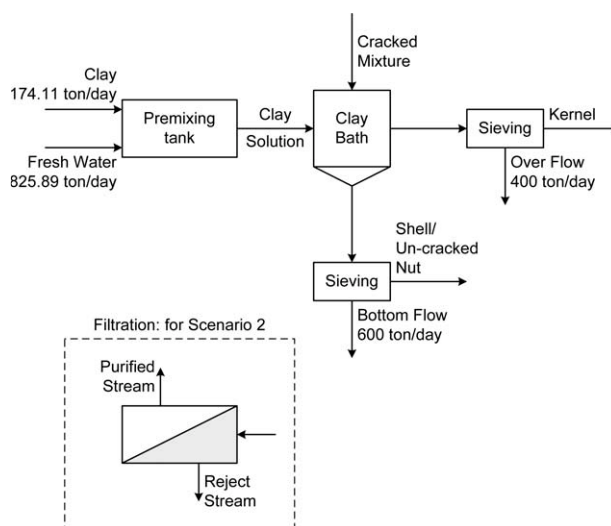 Cracked
Mixture
Clay
174.11 ton/day
Premixing
tank
Clay
Solution
Clay
Bath
Sieving
Kernel
Fresh Water
825.89 ton/day
Over Flow
400 ton/day
Shell/
Un-cracked
Nut
Sieving
Bottom Flow
600 ton/day
Filtration: for Scenario 2
Purified
Stream
Reject
Stream